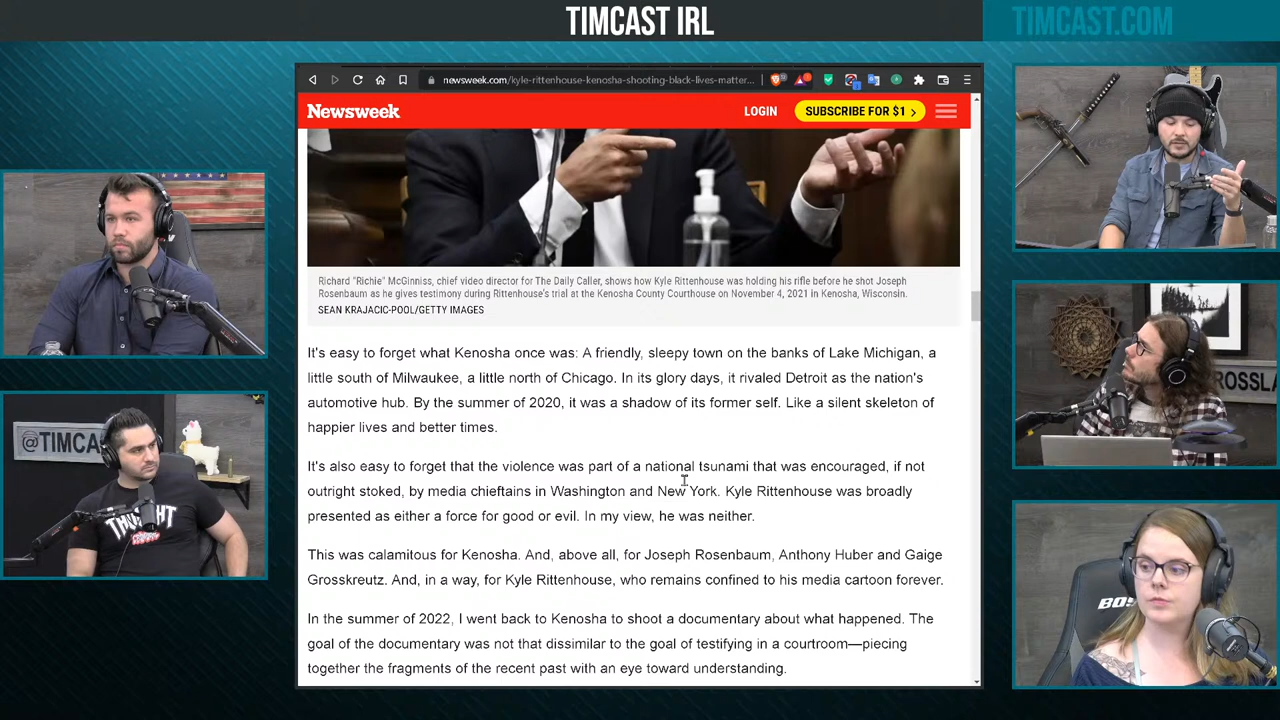 TIMCAST IRL
TIMCAST.COM
newsweek.com/kyle-rittenhouse-kenosha-shooting-black-lives-matter...
Newsweek
LOGIN
SUBSCRIBE FOR $1 >
Richard "Richie" McGinniss, chief video director for The Daily Caller, shows how Kyle Rittenhouse was holding his rifle before he shot Joseph
Rosenbaum as he gives testimony during Rittenhouse's trial at the Kenosha County Courthouse on November 4, 2021 in Kenosha, Wisconsin.
SEAN KRAJACIC-POOL/GETTY IMAGES
It's easy to forget what Kenosha once was: A friendly, sleepy town on the banks of Lake Michigan, a
little south of Milwaukee, a little north of Chicago. In its glory days, it rivaled Detroit as the nation's
automotive hub. By the summer of 2020, it was a shadow of its former self. Like a silent skeleton of
happier lives and better times.
It's also easy to forget that the violence was part of a national tsunami that was encouraged, if not
outright stoked, by media chieftains in Washington and New York. Kyle Rittenhouse was broadly
presented as either a force for good or evil. In my view, he was neither.
This was calamitous for Kenosha. And, above all, for Joseph Rosenbaum, Anthony Huber and Gaige
Grosskreutz. And, in a way, for Kyle Rittenhouse, who remains confined to his media cartoon forever.
In the summer of 2022, I went back to Kenosha to shoot a documentary about what happened. The
goal of the documentary was not that dissimilar to the goal of testifying in a courtroom—piecing
together the fragments of the recent past with an eye toward understanding.
@TIMCA